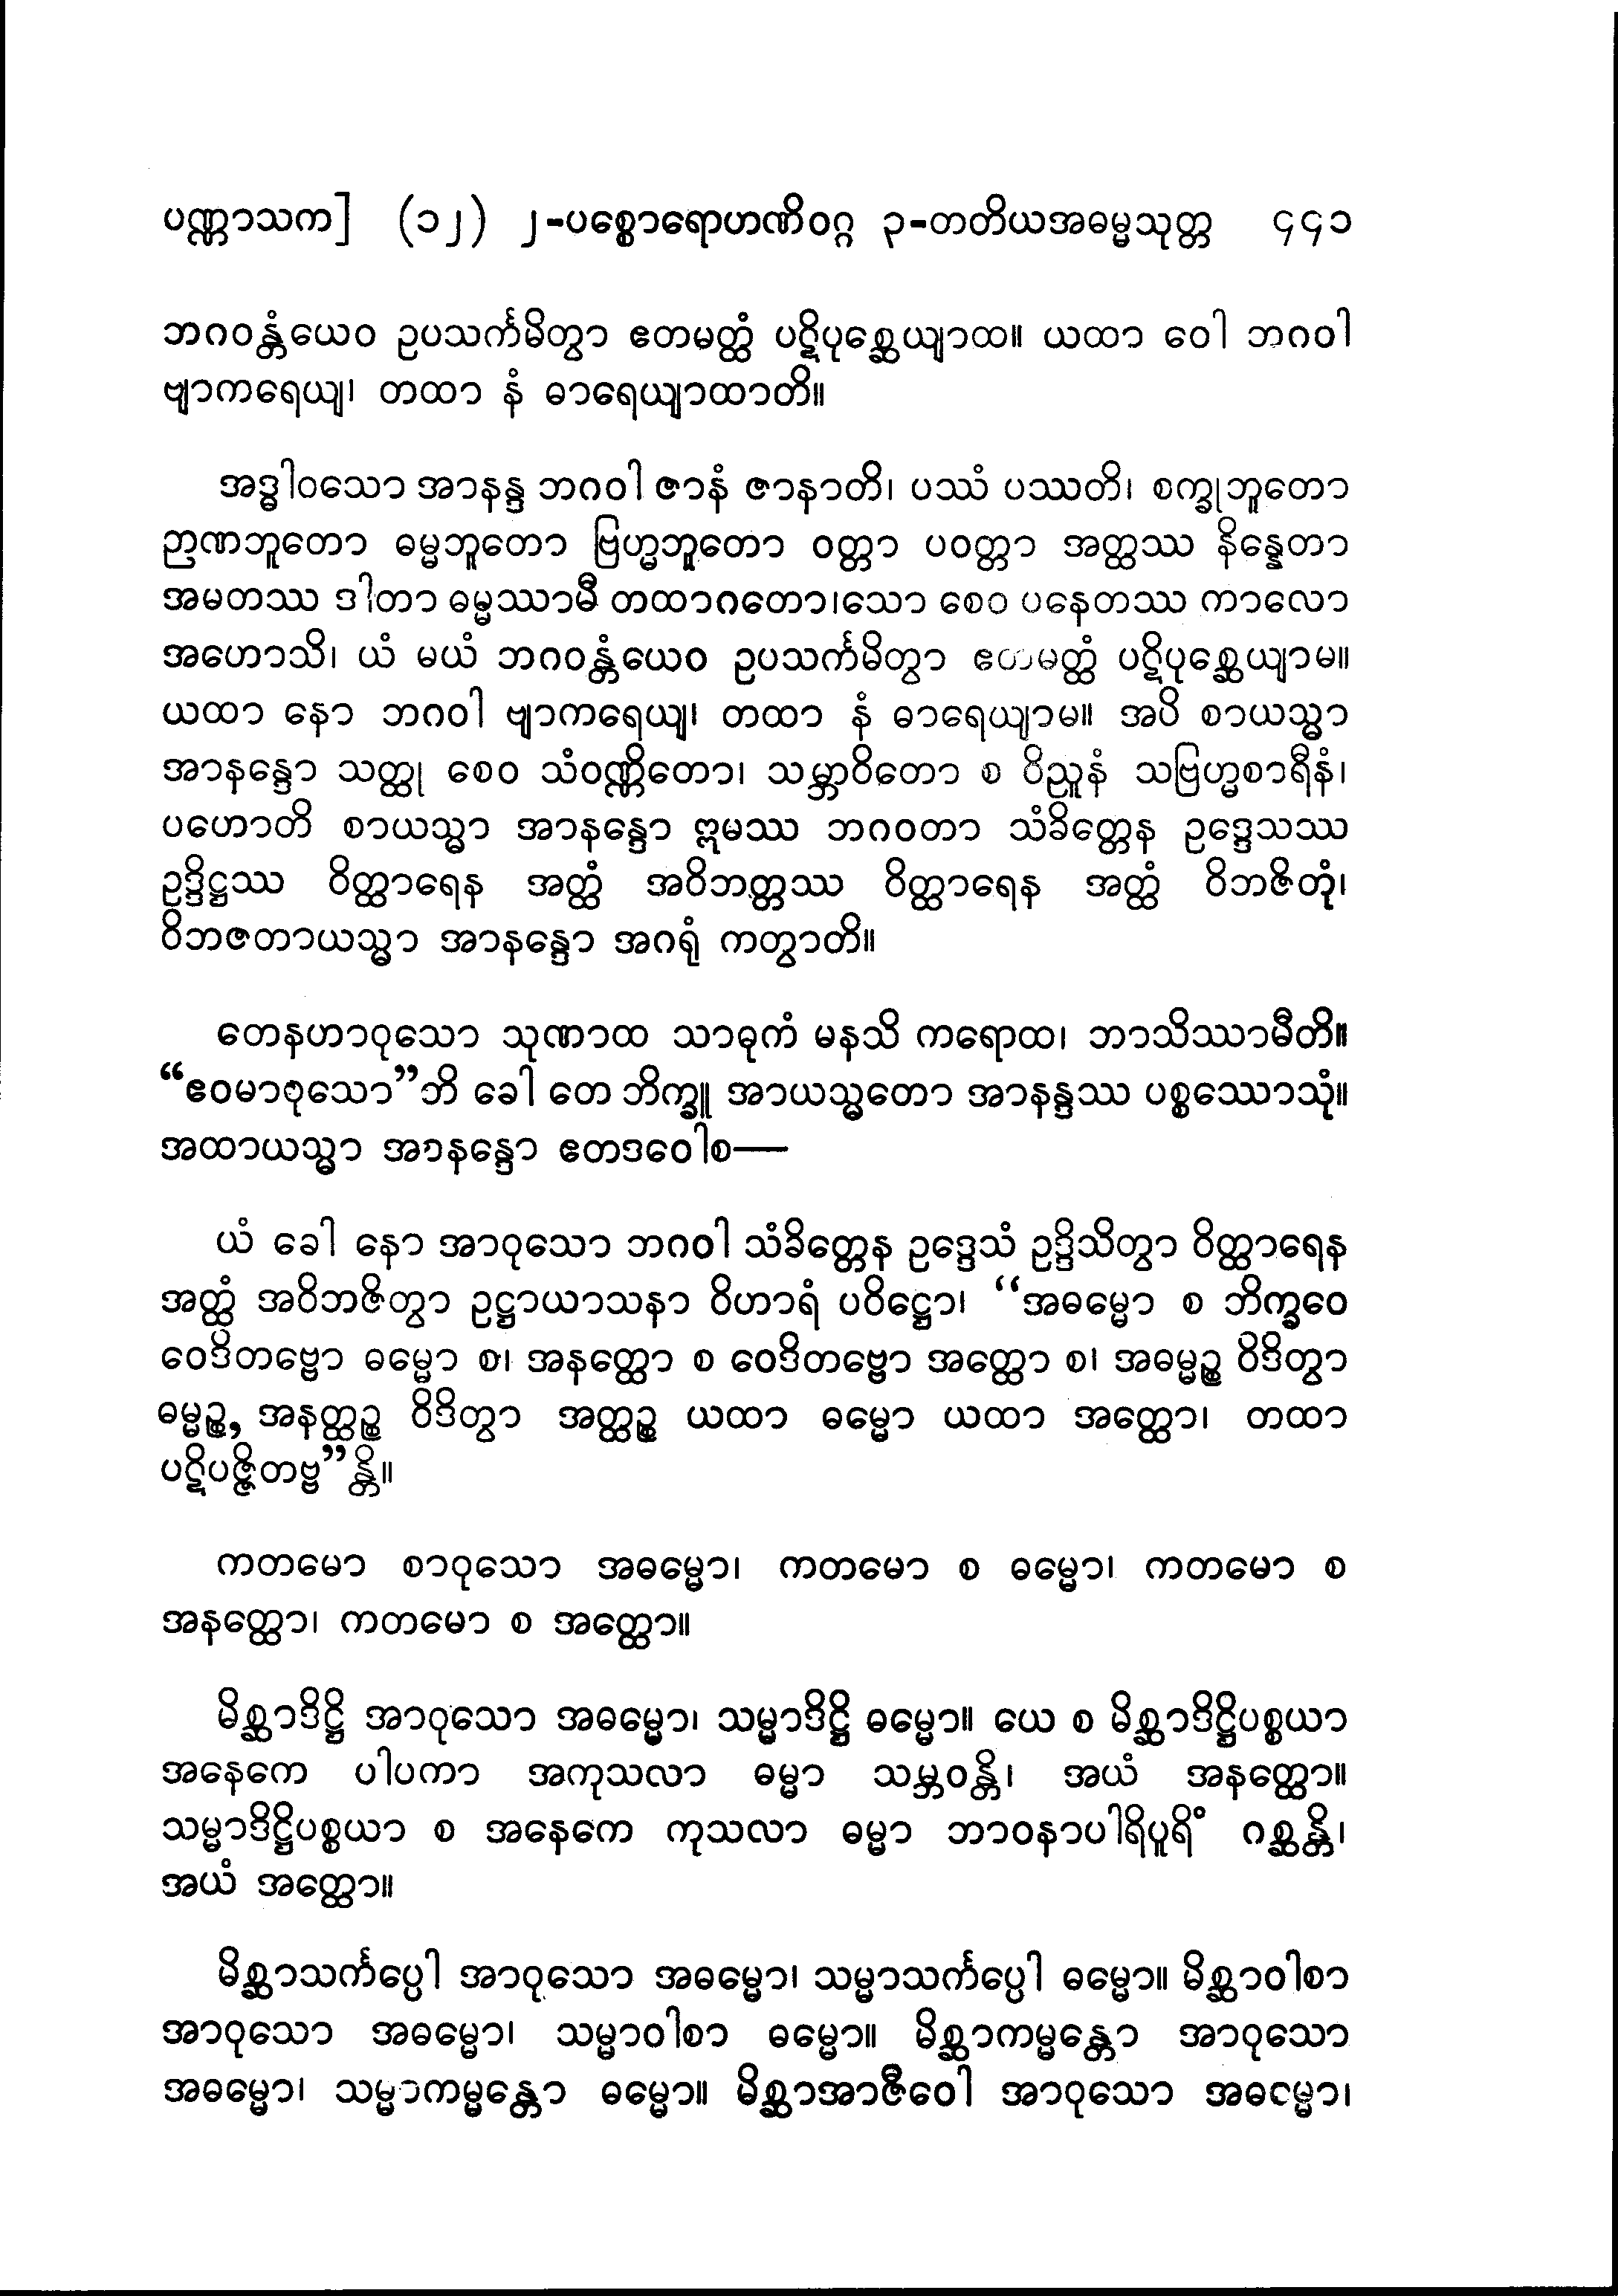 ပဏ္ဏာသက] (၁၂) ၂-ပစ္စောရောဟဏိဝဂ္ဂ ၃-တတိယအဓမ္မသုတ္တ ၄၄၁
ဘဂဝန္တံယေဝ ဥပသင်္ကမိတွာ ဧတမတ္ထံ ပဋိပုစ္ဆေယျာထ။ ယထာ ဝေါ ဘဂဝါ
ဗျာကရေယျ၊ တထာ နံ ဓာရေယျာထာတိ။
အဒ္ဓါဝသော အာနန္ဒ ဘဂဝါ ဇာနံ ဇာနာတိ၊ ပဿံ ပဿတိ၊ စက္ခုဘူတော
ဉာဏဘူတော ဓမ္မဘူတော ဗြဟ္မဘူတော ဝတ္တာ ပဝတ္တာ အတ္ထဿ နိန္နေတာ
အမတဿ ဒါတာ ဓမ္မဿာမီ တထာဂတော၊သော စေဝ ပနေတဿ ကာလော
အဟောသိ၊ ယံ မယံ ဘဂဝန္တံယေဝ ဥပသင်္ကမိတွာ ဧတမတ္ထံ ပဋိပုစ္ဆေယျာမ။
ယထာ နော ဘဂဝါ ဗျာကရေယျ၊ တထာ နံ ဓာရေယျာမ။ အပိ စာယသ္မာ
အာနန္ဒော သတ္ထု စေဝ သံဝဏ္ဏိတော၊ သမ္ဘာဝိတော စ ဝိညူနံ သဗြဟ္မစာရီနံ၊
ပဟောတိ စာယသ္မာ အာနန္ဒော ဣမဿ ဘဂဝတာ သံခိတ္တေန ဥဒ္ဒေသဿ
ဥဒ္ဒိဋ္ဌဿ ဝိတ္ထာရေန အတ္ထံ အဝိဘတ္တဿ ဝိတ္ထာရေန အတ္ထံ ဝိဘဇိတုံ၊
ဝိဘဇတာယသ္မာ အာနန္ဒော အဂရုံ ကတွာတိ။
တေနဟာဝုသော သုဏာထ သာဓုကံ မနသိ ကရောထ၊ ဘာသိဿာမီတိ။
“ဧဝမာဝုသော”ဘိ ခေါ တေ ဘိက္ခူ အာယသ္မတော အာနန္ဒဿ ပစ္စဿောသုံ။
အထာယသ္မာ အာနန္ဒော ဧတဒဝေါစ—
ယံ ခေါ နော အာဝုသော ဘဂဝါ သံခိတ္တေန ဥဒ္ဒေသံ ဥဒ္ဒိသိတွာ ဝိတ္ထာရေန
အတ္ထံ အဝိဘဇိတွာ ဥဋ္ဌာယာသနာ ဝိဟာရံ ပဝိဋ္ဌော၊ “အဓမ္မော စ ဘိက္ခဝေ
ဝေဒိတဗ္ဗော ဓမ္မော စ၊ အနတ္ထော စ ဝေဒိတဗ္ဗော အတ္ထော စ၊ အဓမ္မဉ္စ ဝိဒိတွာ
ဓမ္မဉ္စ, အနတ္ထဉ္စ ဝိဒိတွာ အတ္ထဉ္စ ယထာ ဓမ္မော ယထာ အတ္ထော၊ တထာ
ပဋိပဇ္ဇိတဗ္ဗ”န္တိ။
ကတမော စာဝုသော အဓမ္မော၊ ကတမော စ ဓမ္မော၊ ကတမော စ
အနတ္ထော၊ ကတမော စ အတ္ထော။
မိစ္ဆာဒိဋ္ဌိ အာဝုသော အဓမ္မော၊ သမ္မာဒိဋ္ဌိ ဓမ္မော။ ယေ စ မိစ္ဆာဒိဋ္ဌိပစ္စယာ
အနေကေ ပါပကာ အကုသလာ ဓမ္မာ သမ္ဘဝန္တိ၊ အယံ အနတ္ထော။
သမ္မာဒိဋ္ဌိပစ္စယာ စ အနေကေ ကုသလာ ဓမ္မာ ဘာဝနာပါရိပူရိံ ဂစ္ဆန္တိ၊
အယံ အတ္ထော။
မိစ္ဆာသင်္ကပ္ပေါ အာဝုသော အဓမ္မော၊ သမ္မာသင်္ကပ္ပေါ ဓမ္မော။ မိစ္ဆာဝါစာ
အာဝုသော အဓမ္မော၊ သမ္မာဝါစာ ဓမ္မော။ မိစ္ဆာကမ္မန္တော အာဝုသော
အဓမ္မော၊ သမ္မာကမ္မန္တော ဓမ္မော။ မိစ္ဆာအာဇီဝေါ အာဝုသော အဓမ္မော၊